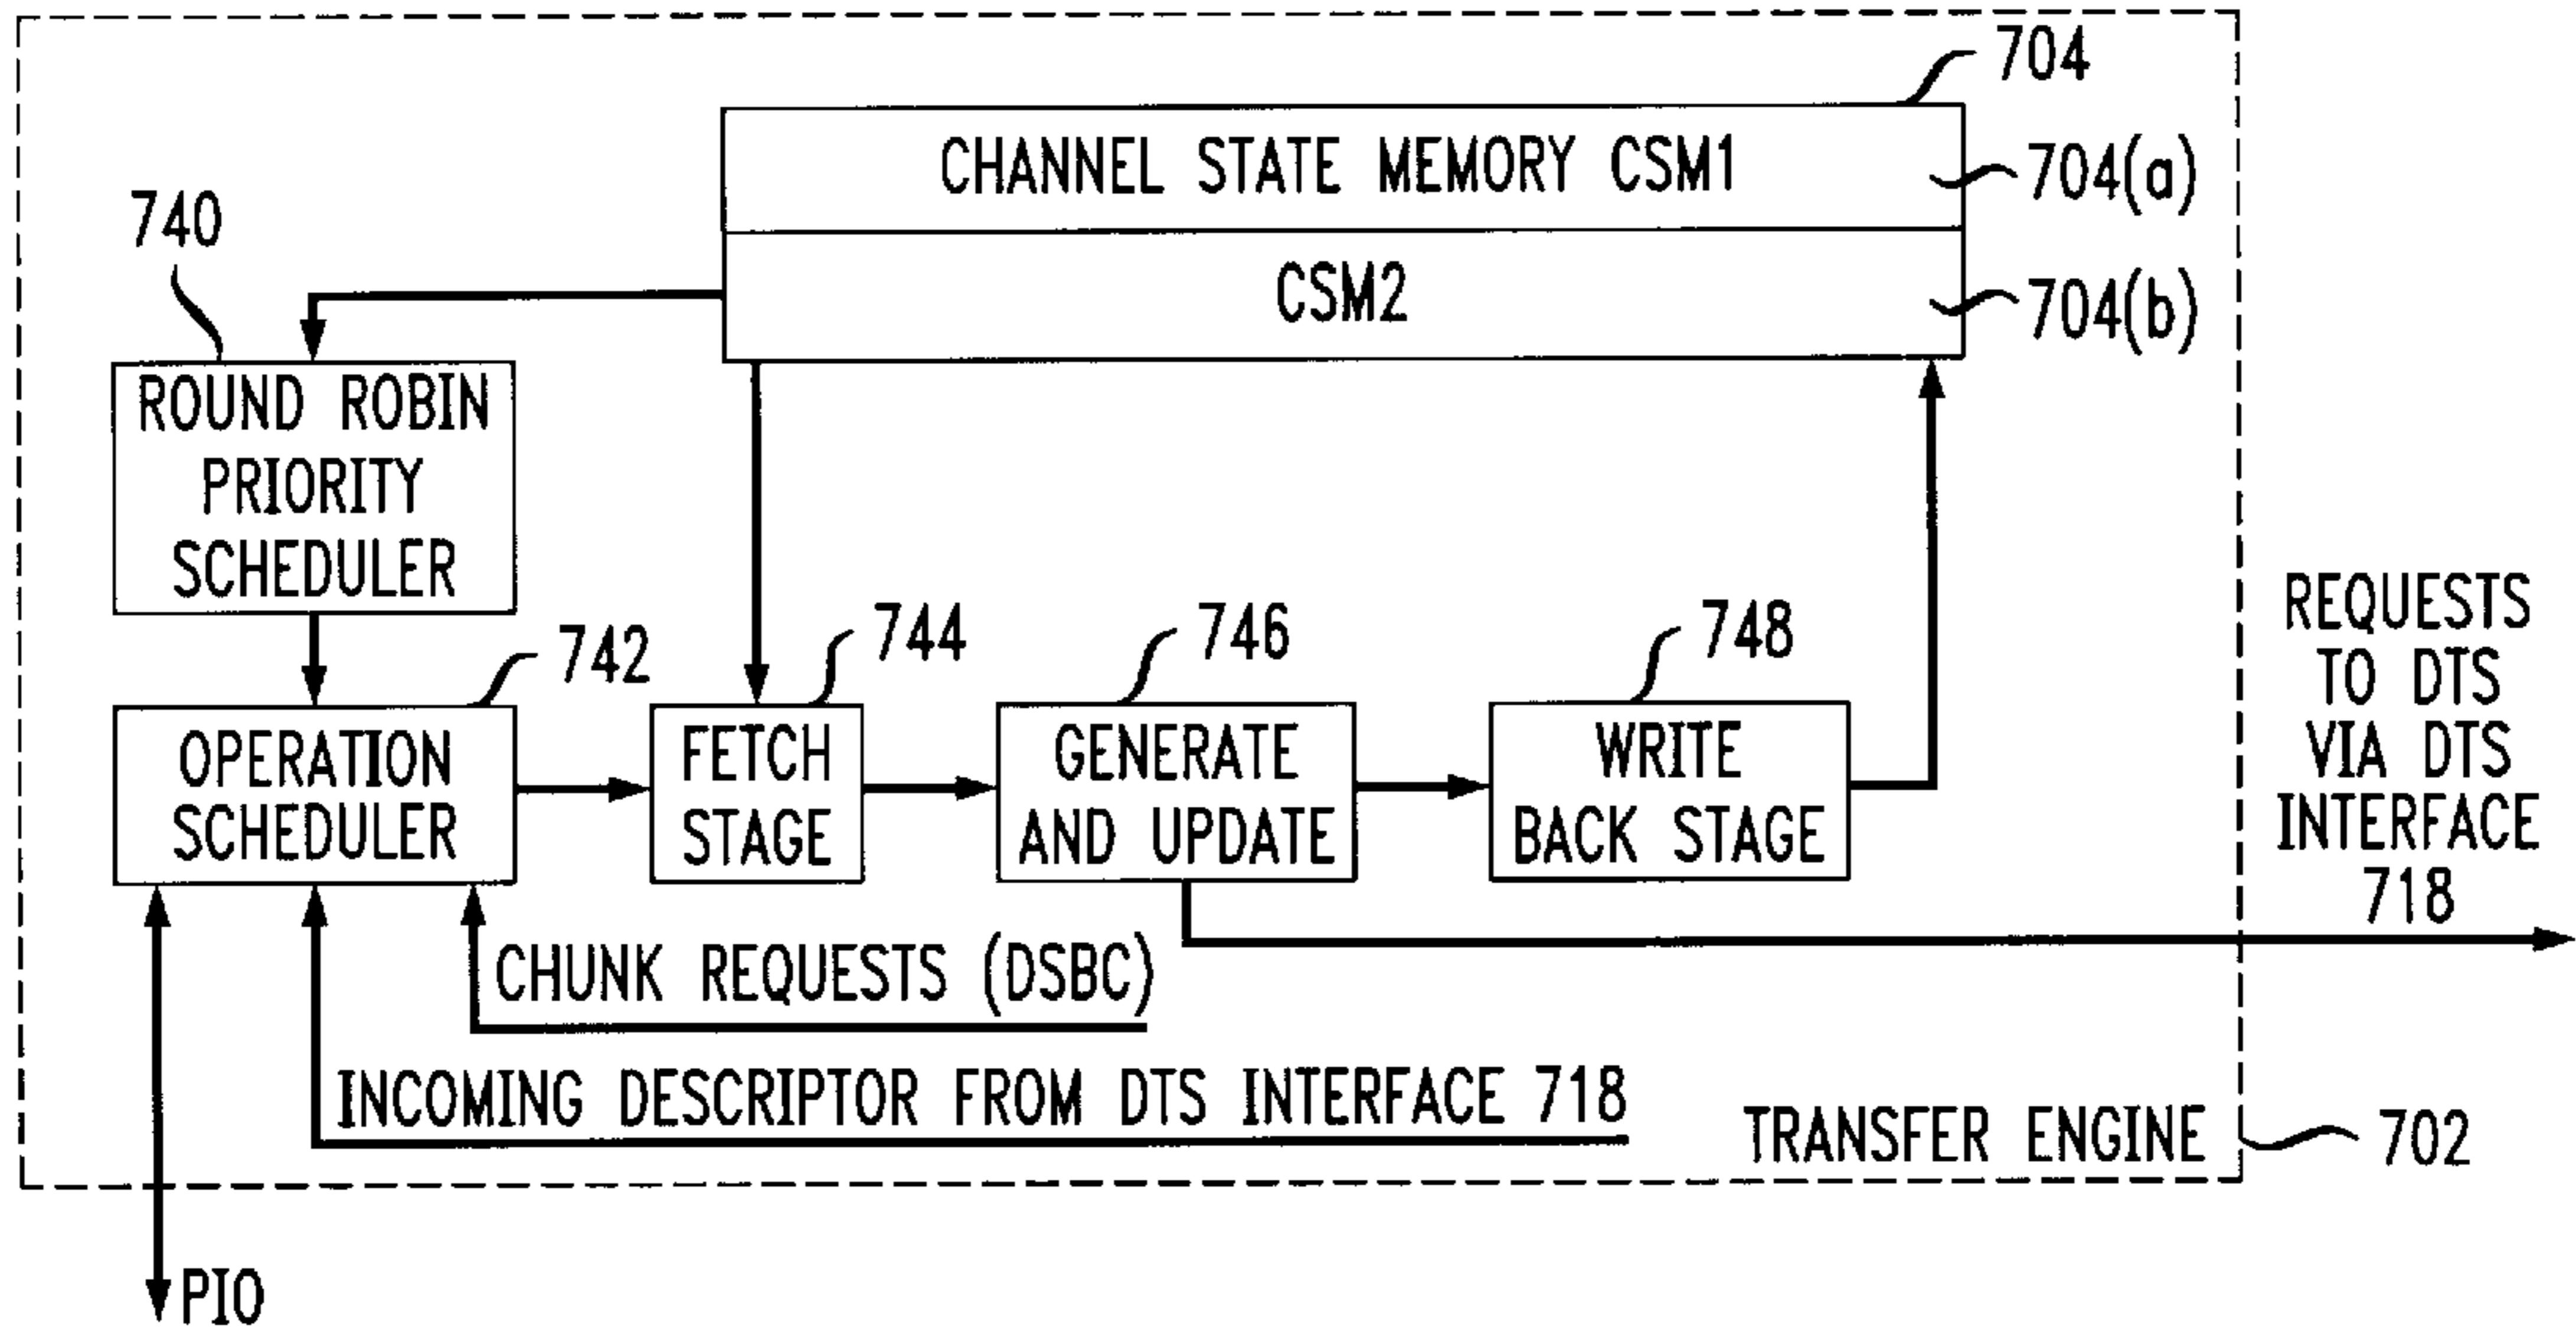 704
CHANNEL STATE MEMORY CSM1
704(a)
740
CSM2
704(b)
ROUND ROBIN
PRIORITY
SCHEDULER
742
744
746
748
REQUESTS
TO DTS
VIA DTS
INTERFACE
718
OPERATION
SCHEDULER
FETCH
STAGE
GENERATE
AND UPDATE
WRITE
BACK STAGE
CHUNK REQUESTS (DSBC)
INCOMING DESCRIPTOR FROM DTS INTERFACE 718
TRANSFER ENGINE
702
PIO